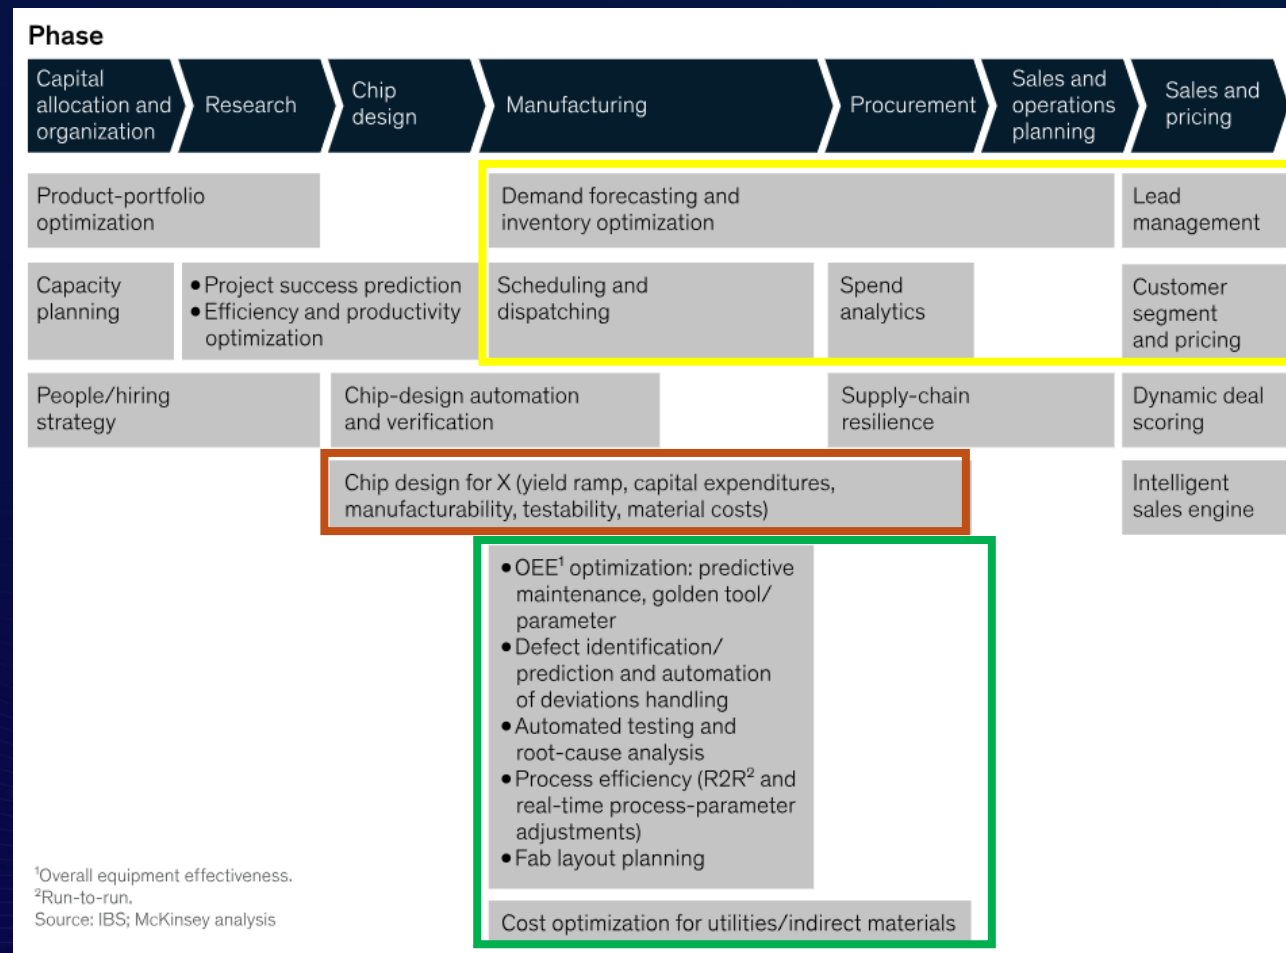 Phase
Capital
allocation and
organization
Research
Chip
design
Manufacturing
Procurement
Sales and
operations
planning
Sales and
pricing
Product-portfolio
optimization
Demand forecasting and
inventory optimization
Lead
management
Capacity
planning
• Project success prediction
• Efficiency and productivity
optimization
Scheduling and
dispatching
Spend
analytics
Customer
segment
and pricing
People/hiring
strategy
Chip-design automation
and verification
Supply-chain
resilience
Dynamic deal
scoring
Chip design for X (yield ramp, capital expenditures,
manufacturability, testability, material costs)
Intelligent
sales engine
• OEE¹ optimization: predictive
maintenance, golden tool/
parameter
• Defect identification/
prediction and automation
of deviations handling
• Automated testing and
root-cause analysis
• Process efficiency (R2R² and
real-time process-parameter
adjustments)
• Fab layout planning
Cost optimization for utilities/indirect materials
¹Overall equipment effectiveness.
²Run-to-run.
Source: IBS; McKinsey analysis